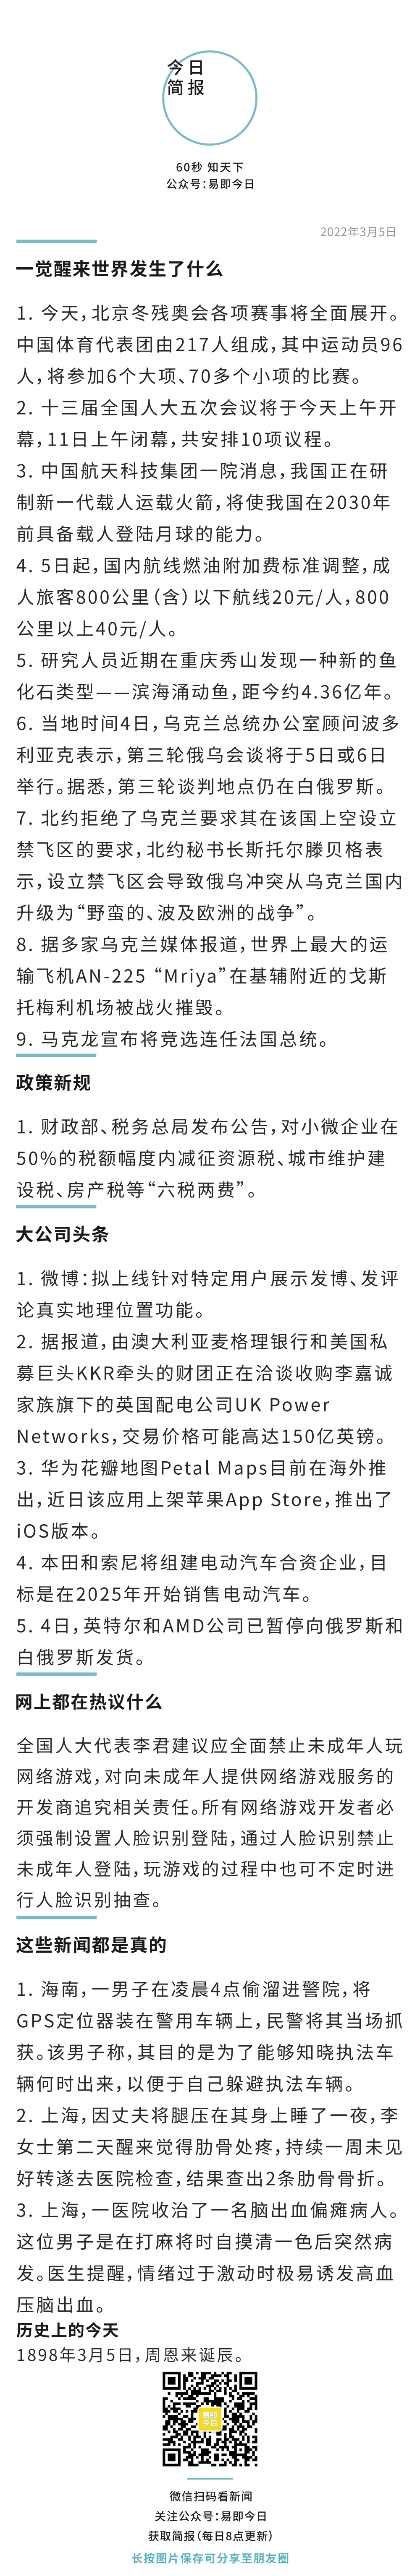 今日
简报
60秒 知天下
公众号：易即今日
2022年3月5日
一觉醒来世界发生了什么
1. 今天，北京冬残奥会各项赛事将全面展开。
中国体育代表团由217人组成，其中运动员96
人，将参加6个大项、70多个小项的比赛。
2. 十三届全国人大五次会议将于今天上午开
幕，11日上午闭幕，共安排10项议程。
3. 中国航天科技集团一院消息，我国正在研
制新一代载人运载火箭，将使我国在2030年
前具备载人登陆月球的能力。
4. 5日起，国内航线燃油附加费标准调整，成
人旅客800公里（含）以下航线20元/人，800
公里以上40元/人。
5. 研究人员近期在重庆秀山发现一种新的鱼
化石类型——滨海涌动鱼，距今约4.36亿年。
6. 当地时间4日，乌克兰总统办公室顾问波多
利亚克表示，第三轮俄乌会谈将于5日或6日
举行。据悉，第三轮谈判地点仍在白俄罗斯。
7. 北约拒绝了乌克兰要求其在该国上空设立
禁飞区的要求，北约秘书长斯托尔滕贝格表
示，设立禁飞区会导致俄乌冲突从乌克兰国内
升级为“野蛮的、波及欧洲的战争”。
8. 据多家乌克兰媒体报道，世界上最大的运
输飞机AN-225 “Mriya”在基辅附近的戈斯
托梅利机场被战火摧毁。
9. 马克龙宣布将竞选连任法国总统。
政策新规
1. 财政部、税务总局发布公告，对小微企业在
50%的税额幅度内减征资源税、城市维护建
设税、房产税等“六税两费”。
大公司头条
1. 微博：拟上线针对特定用户展示发博、发评
论真实地理位置功能。
2. 据报道，由澳大利亚麦格理银行和美国私
募巨头KKR牵头的财团正在洽谈收购李嘉诚
家族旗下的英国配电公司UK Power
Networks，交易价格可能高达150亿英镑。
3. 华为花瓣地图Petal Maps目前在海外推
出，近日该应用上架苹果App Store，推出了
iOS版本。
4. 本田和索尼将组建电动汽车合资企业，目
标是在2025年开始销售电动汽车。
5. 4日，英特尔和AMD公司已暂停向俄罗斯和
白俄罗斯发货。
网上都在热议什么
全国人大代表李君建议应全面禁止未成年人玩
网络游戏，对向未成年人提供网络游戏服务的
开发商追究相关责任。所有网络游戏开发者必
须强制设置人脸识别登陆，通过人脸识别禁止
未成年人登陆，玩游戏的过程中也可不定时进
行人脸识别抽查。
这些新闻都是真的
1. 海南，一男子在凌晨4点偷溜进警院，将
GPS定位器装在警用车辆上，民警将其当场抓
获。该男子称，其目的是为了能够知晓执法车
辆何时出来，以便于自己躲避执法车辆。
2. 上海，因丈夫将腿压在其身上睡了一夜，李
女士第二天醒来觉得肋骨处疼，持续一周未见
好转遂去医院检查，结果查出2条肋骨骨折。
3. 上海，一医院收治了一名脑出血偏瘫病人。
这位男子是在打麻将时自摸清一色后突然病
发。医生提醒，情绪过于激动时极易诱发高血
压脑出血。
历史上的今天
1898年3月5日，周恩来诞辰。
易即
今日
微信扫码看新闻
关注公众号：易即今日
获取简报（每日8点更新）
长按图片保存可分享至朋友圈